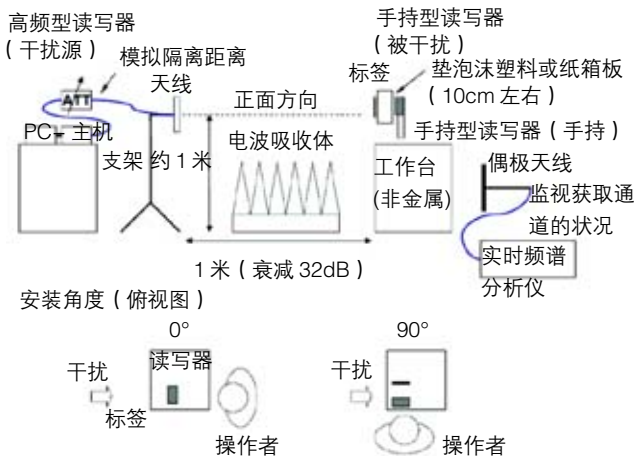 高频型读写器
（干扰源）
模拟隔离距离
天线
ATT
PC
主机
支架
约1米
正面方向
电波吸收体
1米（衰减32dB）
手持型读写器
（被干扰）
标签
垫泡沫塑料或纸箱板
（10cm左右）
手持型读写器（手持）
工作台
(非金属)
偶极天线
监视获取通
道的状况
实时频谱
分析仪
安装角度（俯视图）
0°
读写器
干扰
标签
操作者
90°
干扰
操作者